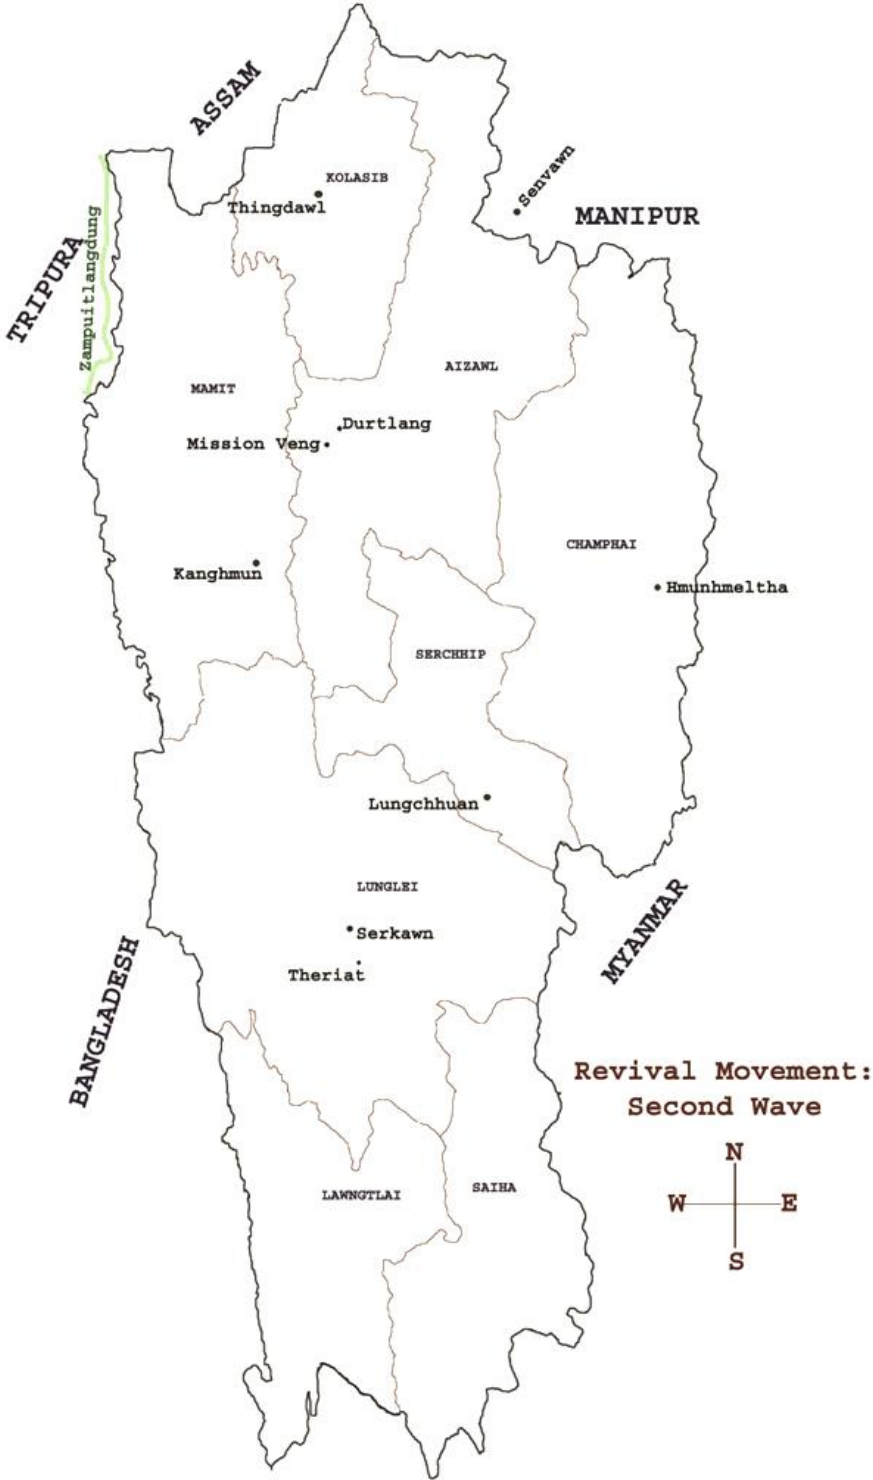 ASSAM
Senvawn
KOLASIB
Thingdawl
MANIPUR
TRIPURA
Zampuitlangdung
AIZAWL
MAMIT
Durtlang
Mission Veng
CHAMPHAI
Kanghmun
Hmunhmeltha
SERCHHIP
Lungchhuan
LUNGLEI
MYANMAR
Serkawn
Theriat
BANGLADESH
Revival Movement:
Second Wave
N
W E
S
LAWNGTLAI
SAIHA